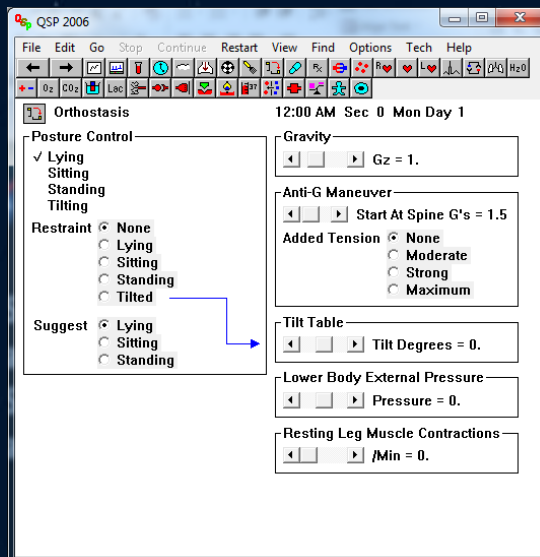 QSP 2006
File Edit Go Stop Continue Restart View Find Options Tech Help
O2 CO2 Lac
H2O
Orthostasis
12:00 AM Sec 0 Mon Day 1
Posture Control
✓ Lying
Sitting
Standing
Tilting
Restraint None
Lying
Sitting
Standing
Tilted
Suggest Lying
Sitting
Standing
Gravity
Gz = 1.
Anti-G Maneuver
Start At Spine G's = 1.5
Added Tension None
Moderate
Strong
Maximum
Tilt Table
Tilt Degrees = 0.
Lower Body External Pressure
Pressure = 0.
Resting Leg Muscle Contractions
/Min = 0.